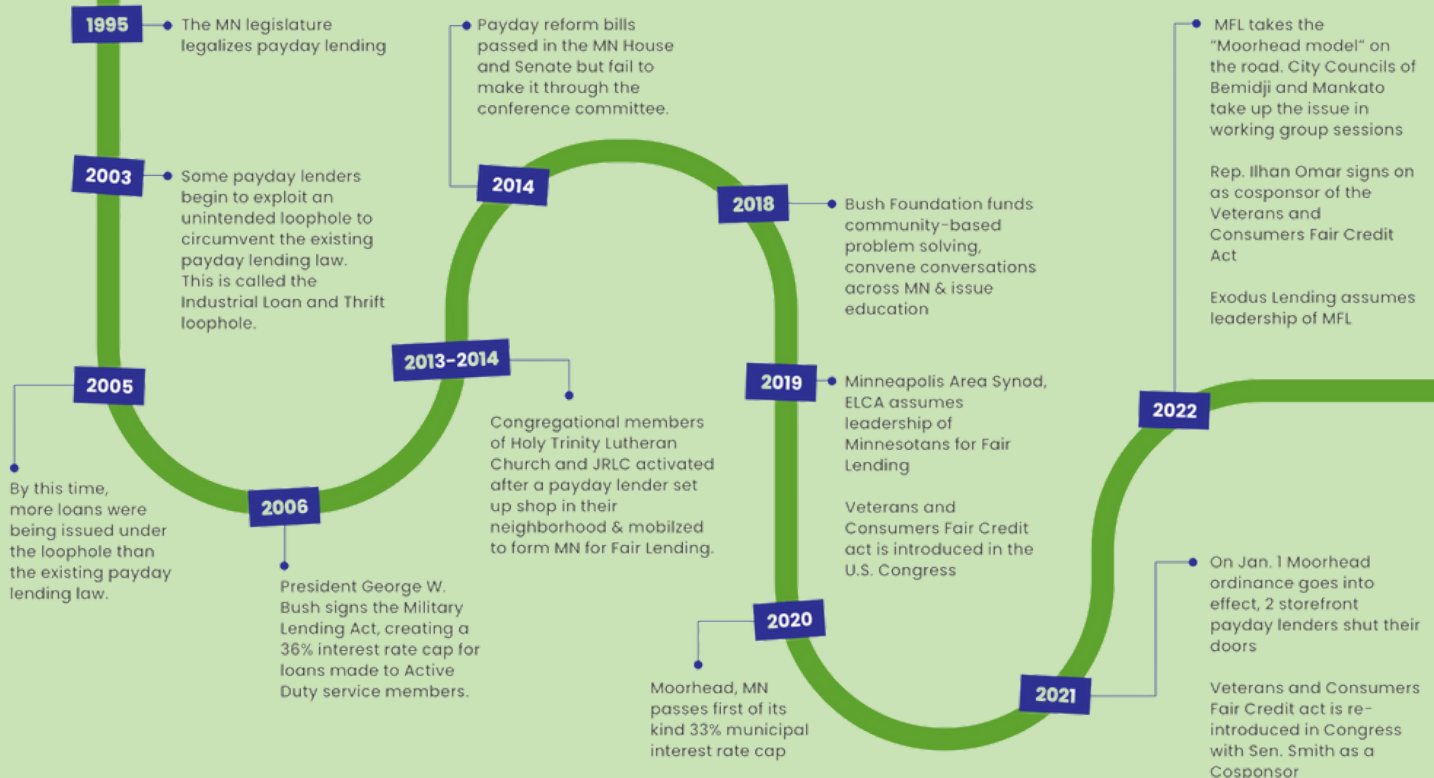 1995
The MN legislature
legalizes payday lending
2003
Some payday lenders
begin to exploit an
unintended loophole to
circumvent the existing
payday lending law.
This is called the
Industrial Loan and Thrift
loophole.
2005
By this time,
more loans were
being issued under
the loophole than
the existing payday
lending law.
2006
President George W.
Bush signs the Military
Lending Act, creating a
36% interest rate cap for
loans made to Active
Duty service members.
2013-2014
Congregational members
of Holy Trinity Lutheran
Church and JRLC activated
after a payday lender set
up shop in their
neighborhood & mobilzed
to form MN for Fair Lending.
2014
Payday reform bills
passed in the MN House
and Senate but fail to
make it through the
conference committee.
2018
Bush Foundation funds
community-based
problem solving,
convene conversations
across MN & issue
education
2019
Minneapolis Area Synod,
ELCA assumes
leadership of
Minnesotans for Fair
Lending
Veterans and
Consumers Fair Credit
act is introduced in the
U.S. Congress
2020
Moorhead, MN
passes first of its
kind 33% municipal
interest rate cap
2021
On Jan. 1 Moorhead
ordinance goes into
effect, 2 storefront
payday lenders shut their
doors
Veterans and Consumers
Fair Credit act is re-
introduced in Congress
with Sen. Smith as a
Cosponsor
2022
MFL takes the
“Moorhead model” on
the road. City Councils of
Bemidji and Mankato
take up the issue in
working group sessions
Rep. Ilhan Omar signs on
as cosponsor of the
Veterans and
Consumers Fair Credit
Act
Exodus Lending assumes
leadership of MFL